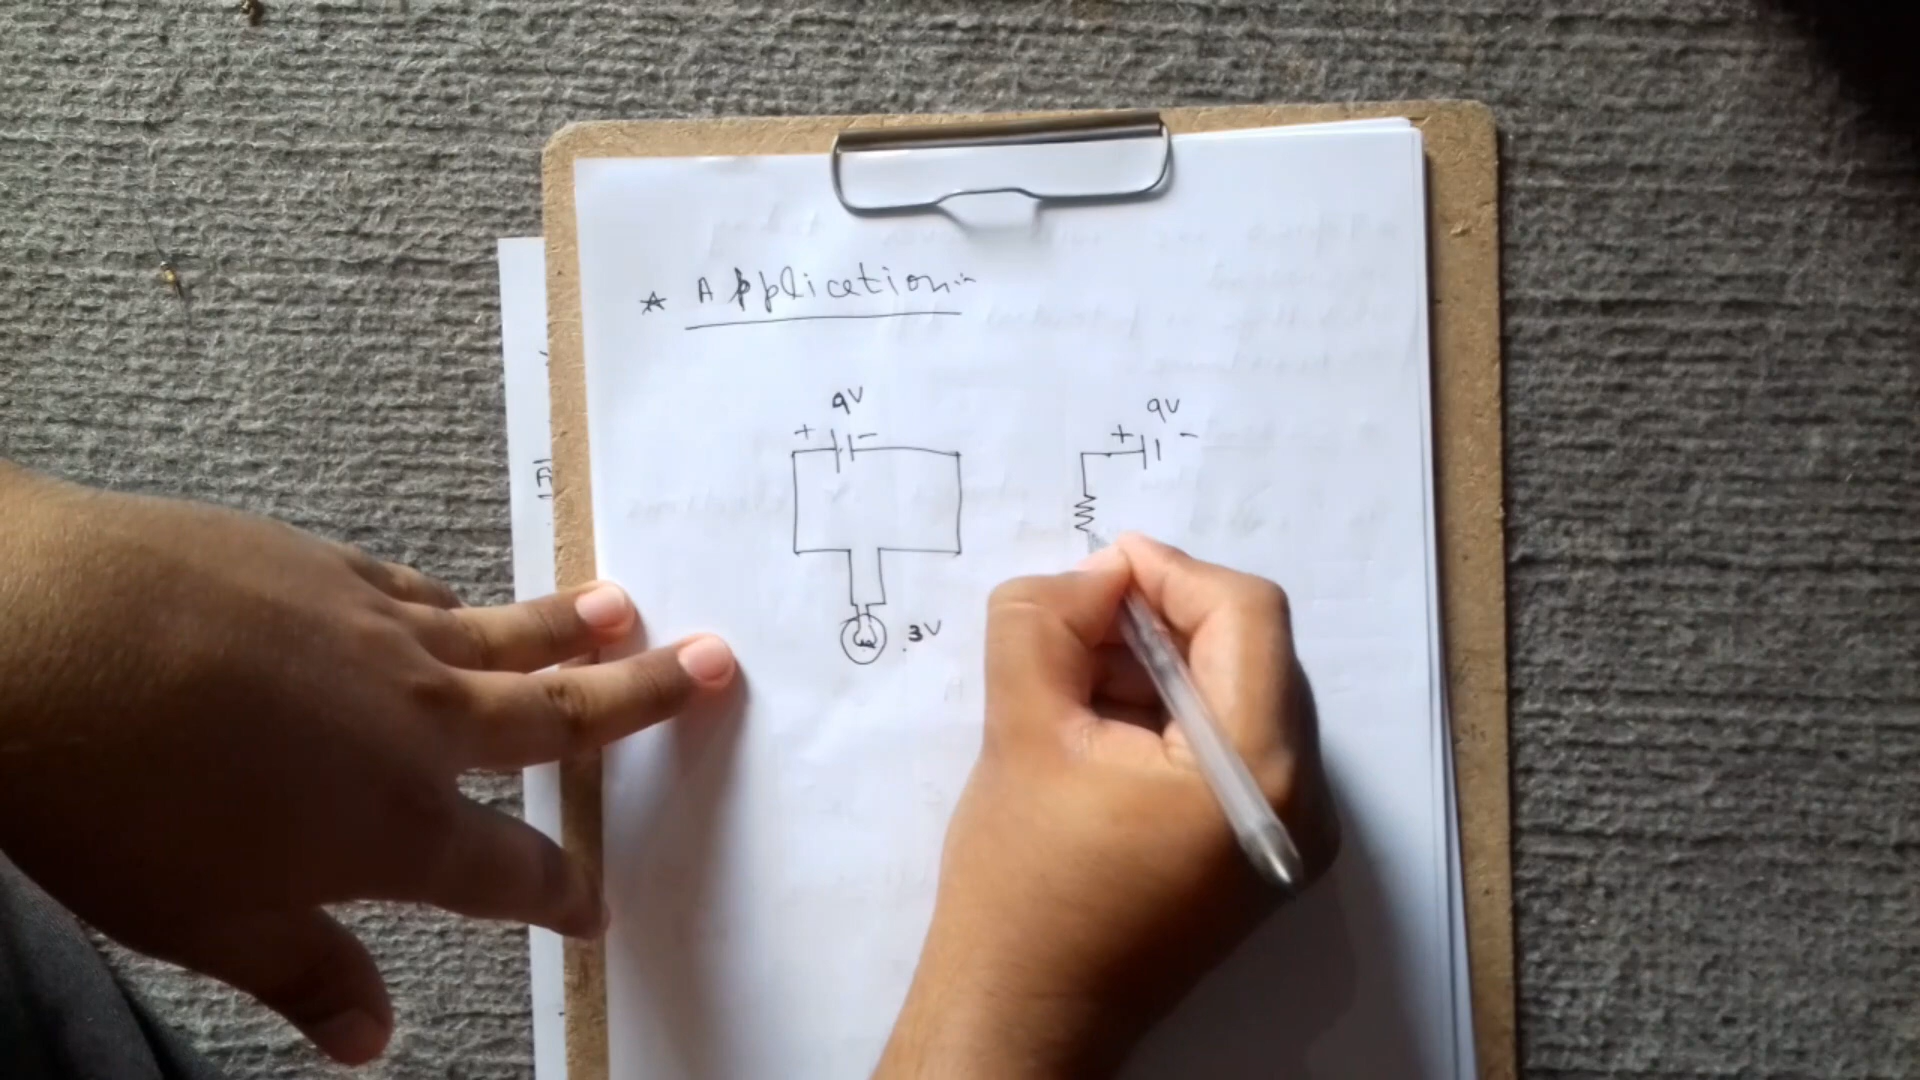 * Application:-
9V
+ -
3V
9V
+ -